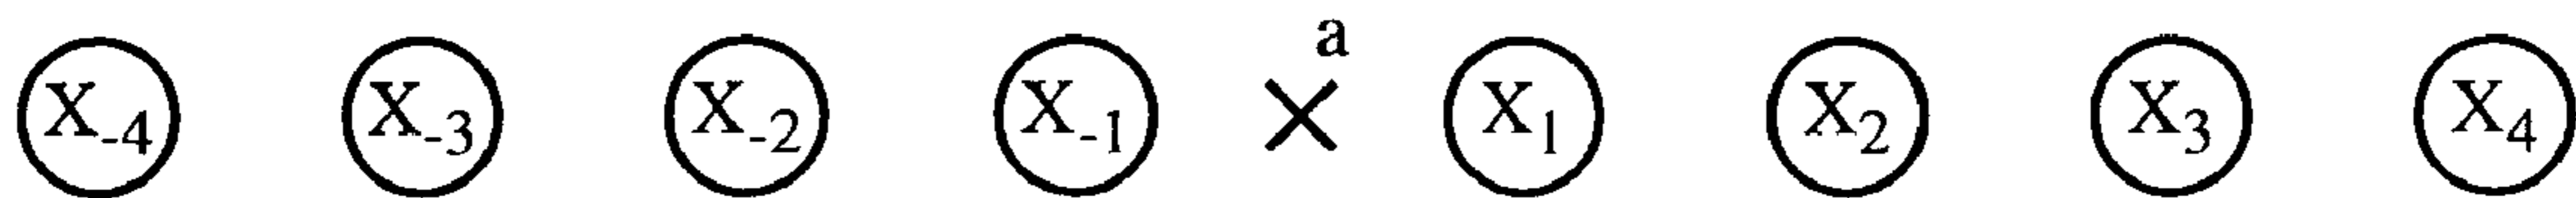 X₋₄ X₋₃ X₋₂ X₋₁ a X₁ X₂ X₃ X₄